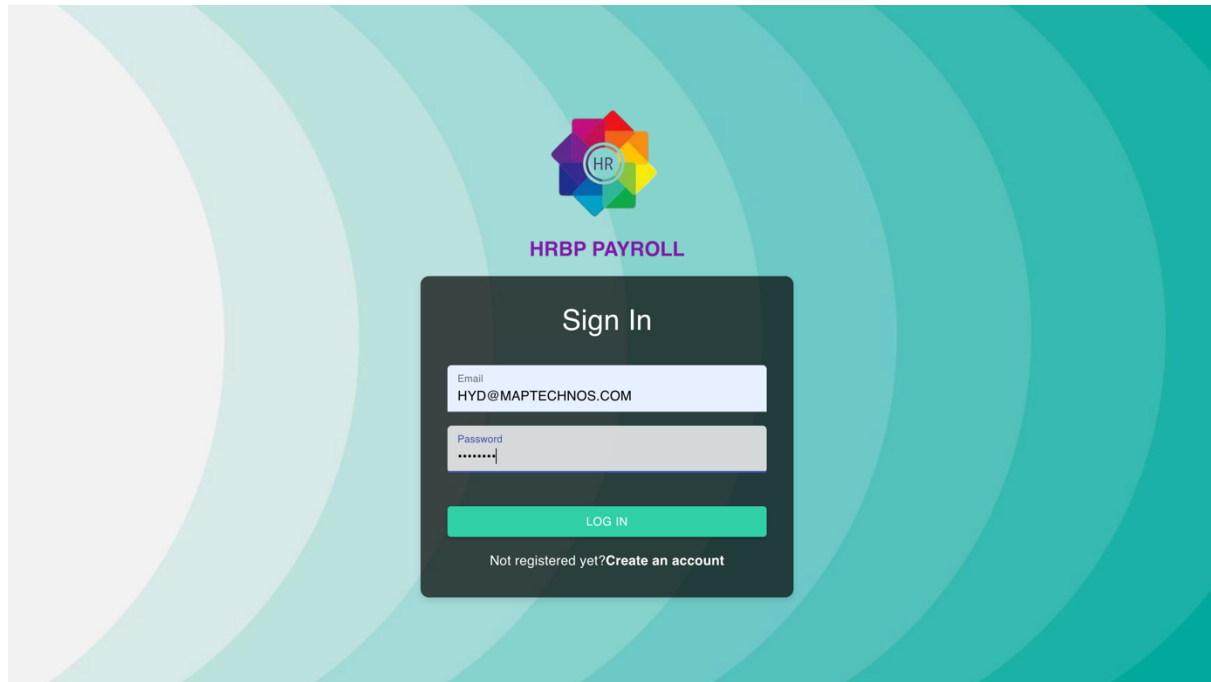 HR
HRBP PAYROLL
Sign In
Email
HYD@MAPTECHNOS.COM
Password
••••••••
LOG IN
Not registered yet?Create an account